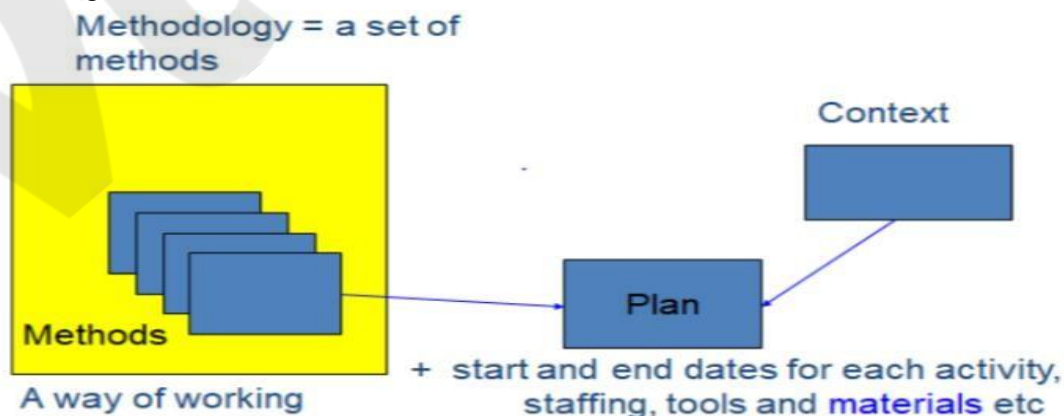 Methodology = a set of
methods
Context
Plan
Methods
A way of working
+ start and end dates for each activity,
staffing, tools and materials etc